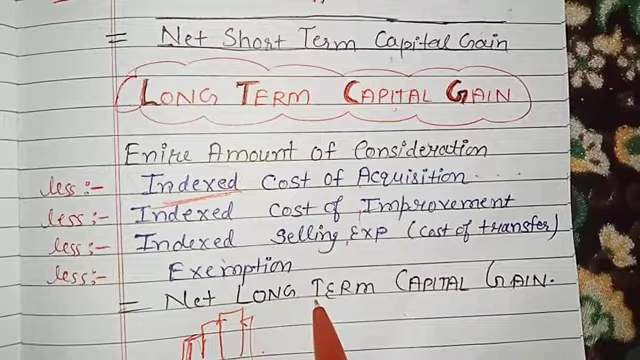 = Net Short Term Capital Gain
LONG TERM CAPITAL GAIN
Enire Amount of Consideration
less:- Indexed Cost of Acquisition
less:- Indexed Cost of Improvement
less:- Indexed Selling Exp (Cost of transfer)
less:- Exemption
= Net LONG TERM CAPITAL GAIN.